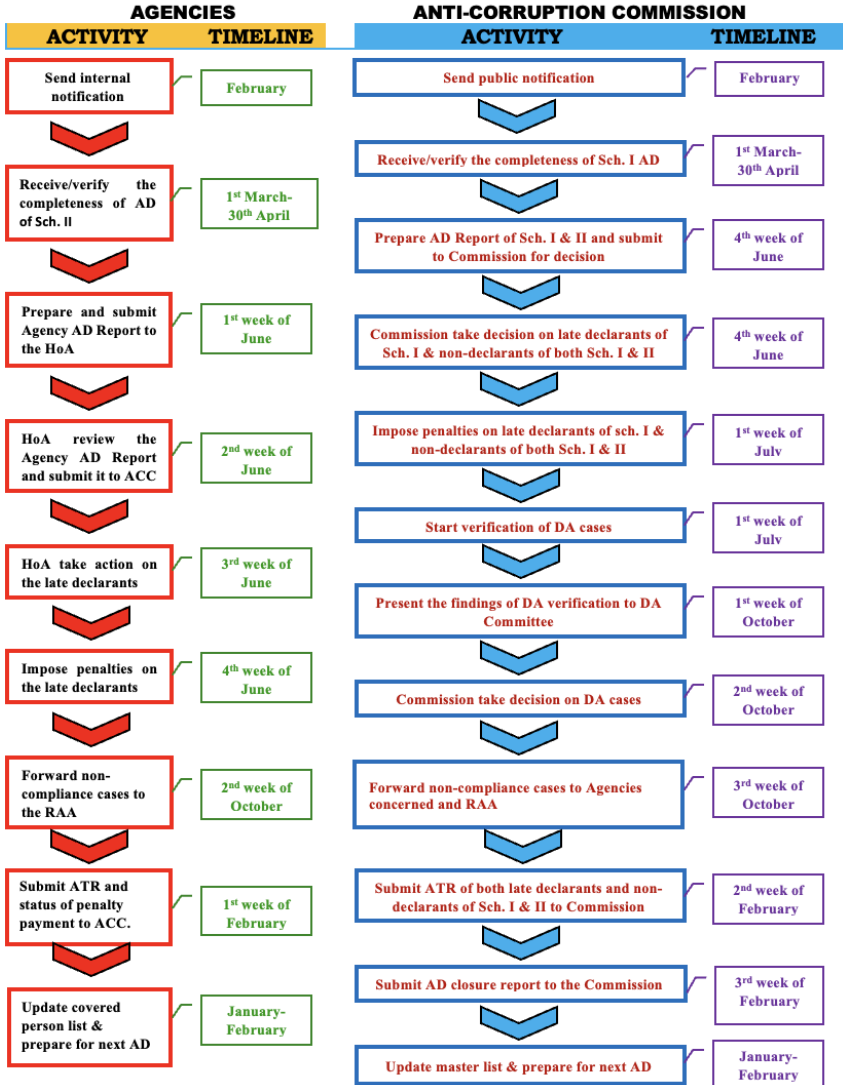 AGENCIES
ACTIVITY TIMELINE
Send internal
notification
February
Receive/verify the
completeness of AD
of Sch. II
1st March-
30th April
Prepare and submit
Agency AD Report to
the HoA
1st week of
June
HoA review the
Agency AD Report
and submit it to ACC
2nd week of
June
HoA take action on
the late declarants
3rd week of
June
Impose penalties on
the late declarants
4th week of
June
Forward non-
compliance cases to
the RAA
2nd week of
October
Submit ATR and
status of penalty
payment to ACC.
1st week of
February
Update covered
person list &
prepare for next AD
January-
February
ANTI-CORRUPTION COMMISSION
ACTIVITY TIMELINE
Send public notification
February
Receive/verify the completeness of Sch. I AD
1st March-
30th April
Prepare AD Report of Sch. I & II and submit
to Commission for decision
4th week of
June
Commission take decision on late declarants of
Sch. I & non-declarants of both Sch. I & II
4th week of
June
Impose penalties on late declarants of sch. I &
non-declarants of both Sch. I & II
1st week of
July
Start verification of DA cases
1st week of
July
Present the findings of DA verification to DA
Committee
1st week of
October
Commission take decision on DA cases
2nd week of
October
Forward non-compliance cases to Agencies
concerned and RAA
3rd week of
October
Submit ATR of both late declarants and non-
declarants of Sch. I & II to Commission
2nd week of
February
Submit AD closure report to the Commission
3rd week of
February
Update master list & prepare for next AD
January-
February